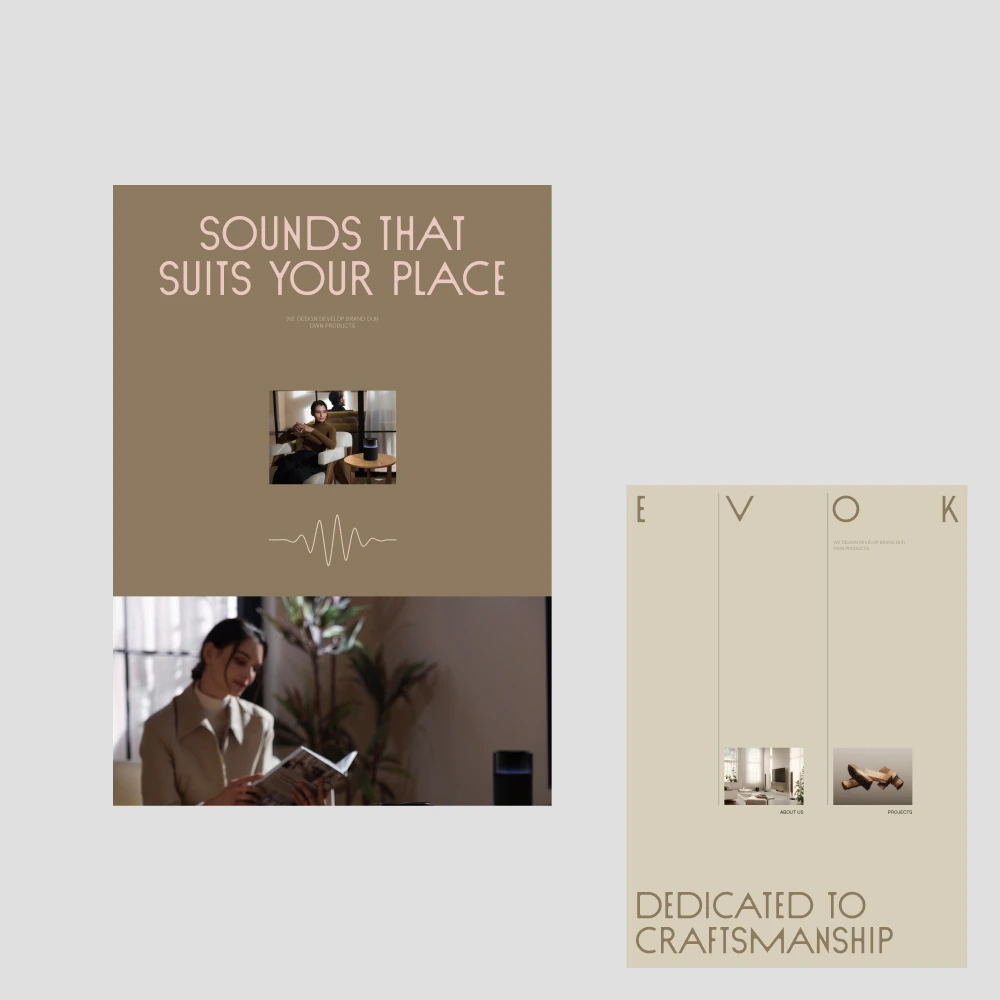 SOUNDS THAT
SUITS YOUR PLACE
WE DESIGN DEVELOP BRAND OUR
OWN PRODUCTS
E V O K
WE DESIGN DEVELOP BRAND OUR
OWN PRODUCTS
ABOUT US
PROJECTS
DEDICATED TO
CRAFTSMANSHIP